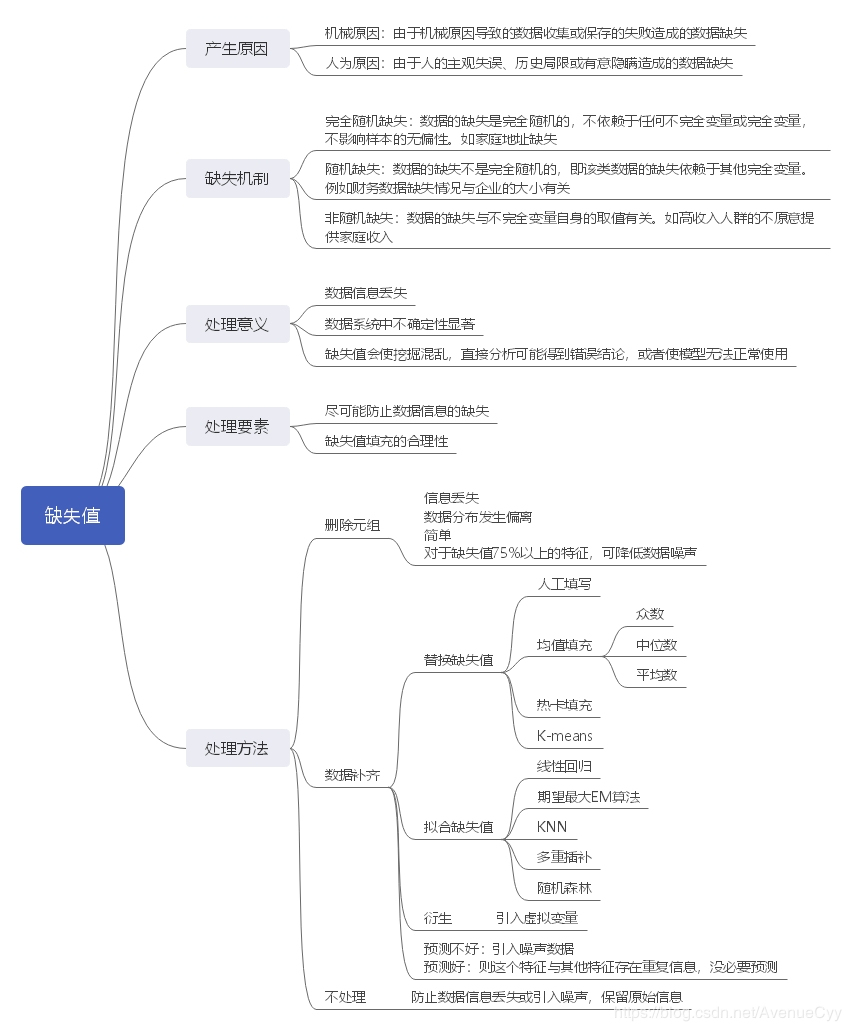 产生原因
机械原因：由于机械原因导致的数据收集或保存的失败造成的数据缺失
人为原因：由于人的主观失误、历史局限或有意隐瞒造成的数据缺失
缺失机制
完全随机缺失：数据的缺失是完全随机的，不依赖于任何不完全变量或完全变量，
不影响样本的无偏性。如家庭地址缺失
随机缺失：数据的缺失不是完全随机的，即该类数据的缺失依赖于其他完全变量。
例如财务数据缺失情况与企业的大小有关
非随机缺失：数据的缺失与不完全变量自身的取值有关。如高收入人群的不原意提
供家庭收入
处理意义
数据信息丢失
数据系统中不确定性显著
缺失值会使挖掘混乱，直接分析可能得到错误结论，或者使模型无法正常使用
处理要素
尽可能防止数据信息的缺失
缺失值填充的合理性
缺失值
处理方法
删除元组
信息丢失
数据分布发生偏离
简单
对于缺失值75%以上的特征，可降低数据噪声
数据补齐
替换缺失值
人工填写
均值填充
众数
中位数
平均数
热卡填充
K-means
拟合缺失值
线性回归
期望最大EM算法
KNN
多重插补
随机森林
衍生
引入虚拟变量
预测不好：引入噪声数据
预测好：则这个特征与其他特征存在重复信息，没必要预测
不处理
防止数据信息丢失或引入噪声，保留原始信息
https://blog.csdn.net/AvenueCyy